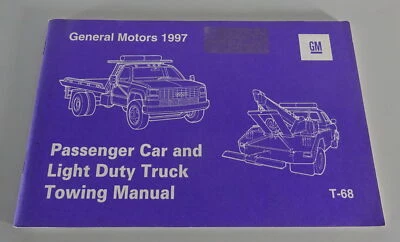 General Motors 1997
GM
Passenger Car and
Light Duty Truck
Towing Manual
T-68